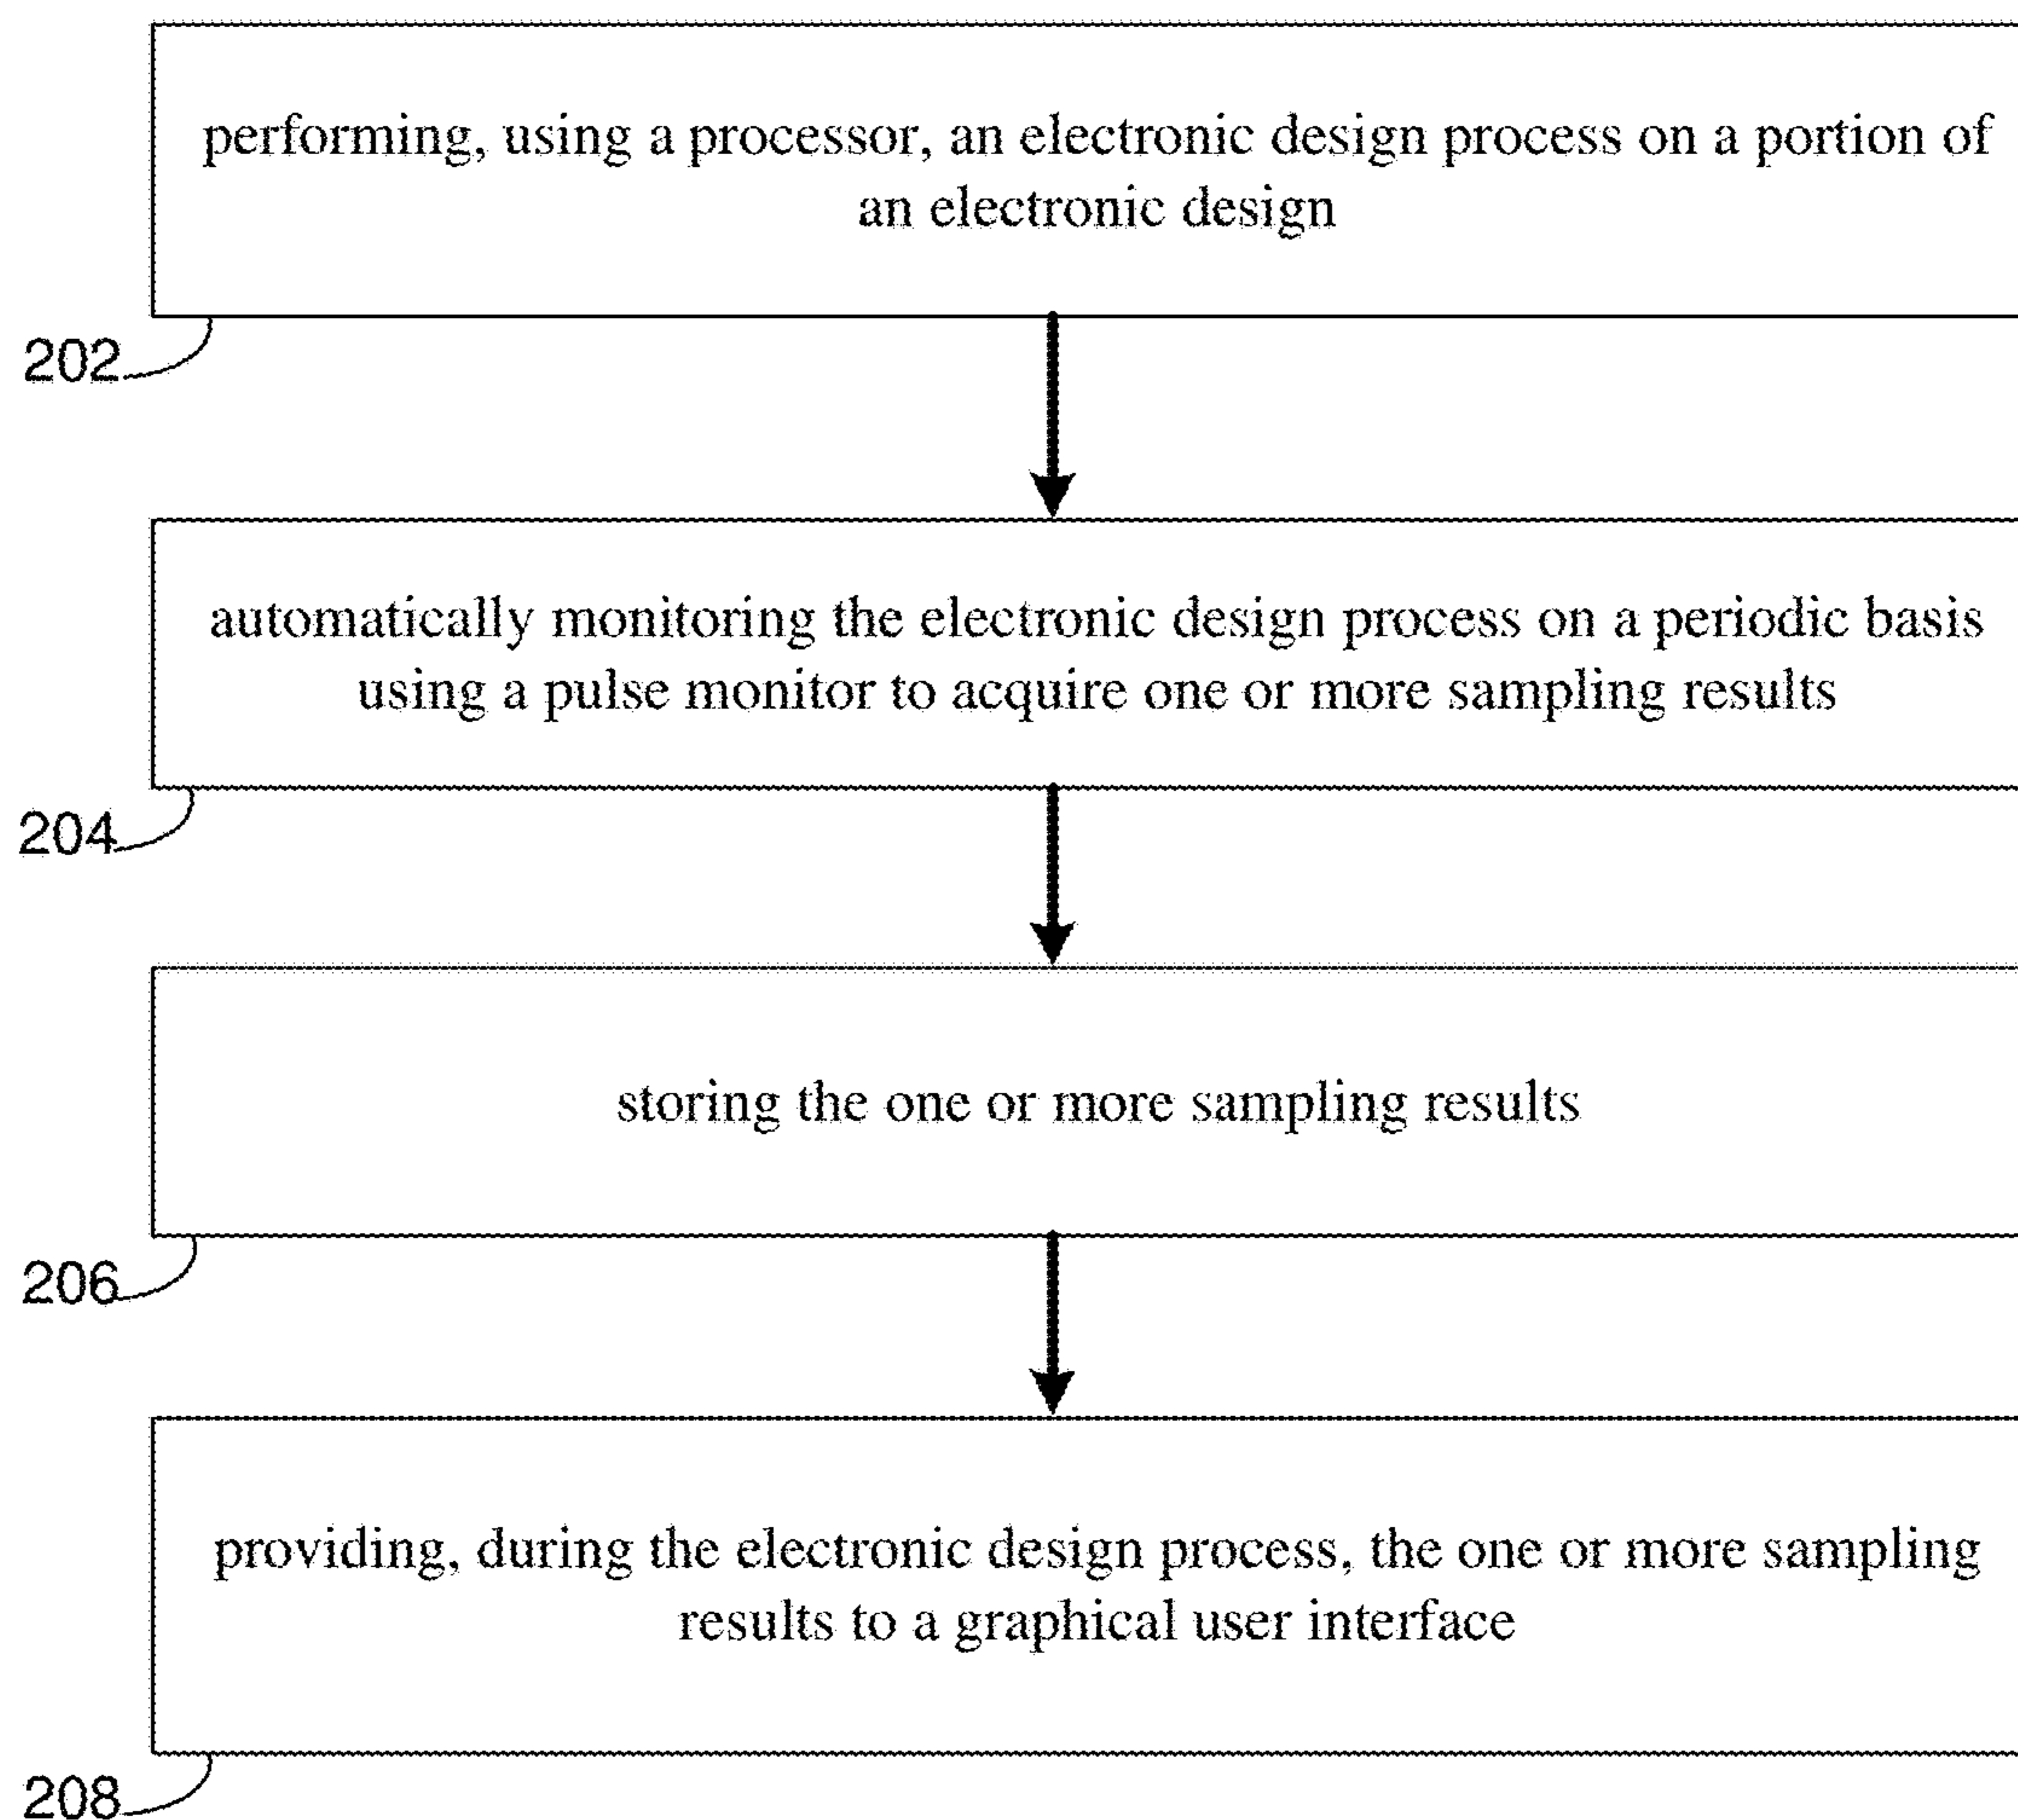 performing, using a processor, an electronic design process on a portion of
an electronic design
202
automatically monitoring the electronic design process on a periodic basis
using a pulse monitor to acquire one or more sampling results
204
storing the one or more sampling results
206
providing, during the electronic design process, the one or more sampling
results to a graphical user interface
208